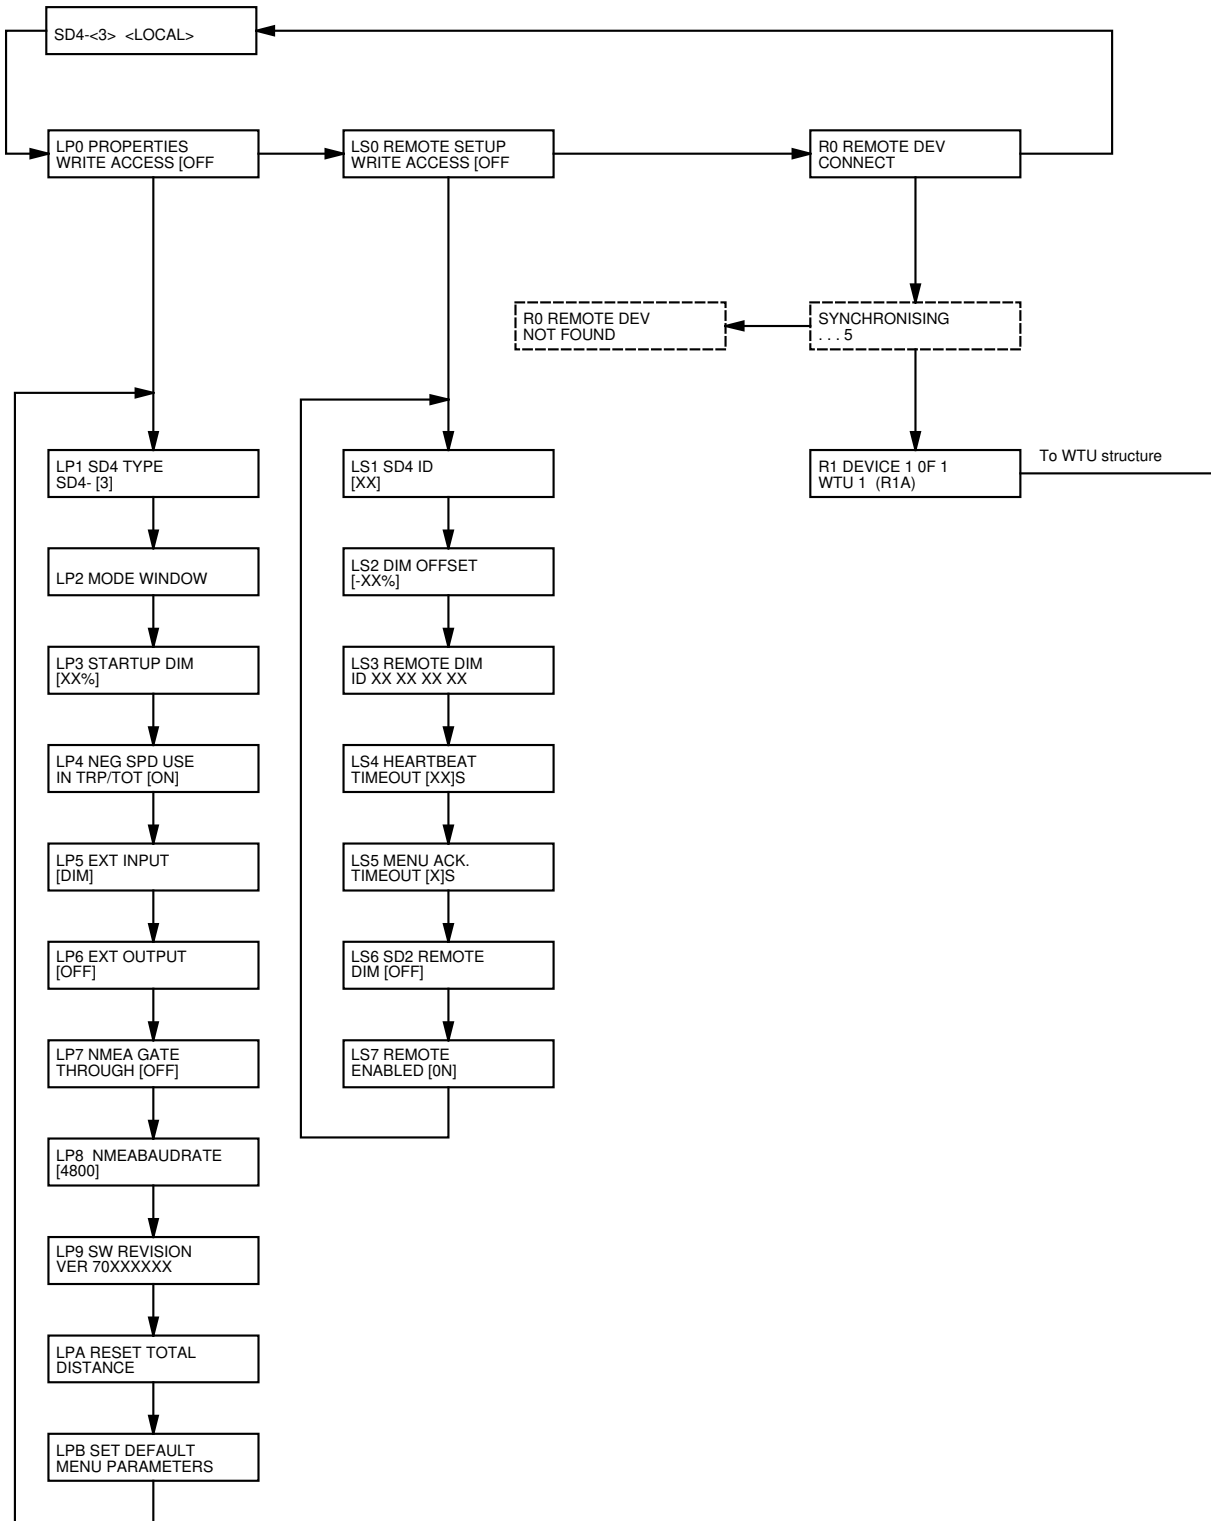 SD4-<3>  <LOCAL>
LP0 PROPERTIES
WRITE ACCESS [OFF
LS0 REMOTE SETUP
WRITE ACCESS [OFF
R0 REMOTE DEV
CONNECT
R0 REMOTE DEV
NOT FOUND
SYNCHRONISING
. . . 5
LP1 SD4 TYPE
SD4- [3]
LP2 MODE WINDOW
LP3 STARTUP DIM
[XX%]
LP4 NEG SPD USE
IN TRP/TOT [ON]
LP5 EXT INPUT
[DIM]
LP6 EXT OUTPUT
[OFF]
LP7 NMEA GATE
THROUGH [OFF]
LP8  NMEABAUDRATE
[4800]
LP9 SW REVISION
VER 70XXXXXX
LPA RESET TOTAL
DISTANCE
LPB SET DEFAULT
MENU PARAMETERS
LS1 SD4 ID
[XX]
LS2 DIM OFFSET
[-XX%]
LS3 REMOTE DIM
ID XX XX XX XX
LS4 HEARTBEAT
TIMEOUT [XX]S
LS5 MENU ACK.
TIMEOUT [X]S
LS6 SD2 REMOTE
DIM [OFF]
LS7 REMOTE
ENABLED [0N]
R1 DEVICE 1 0F 1
WTU 1  (R1A)
To WTU structure